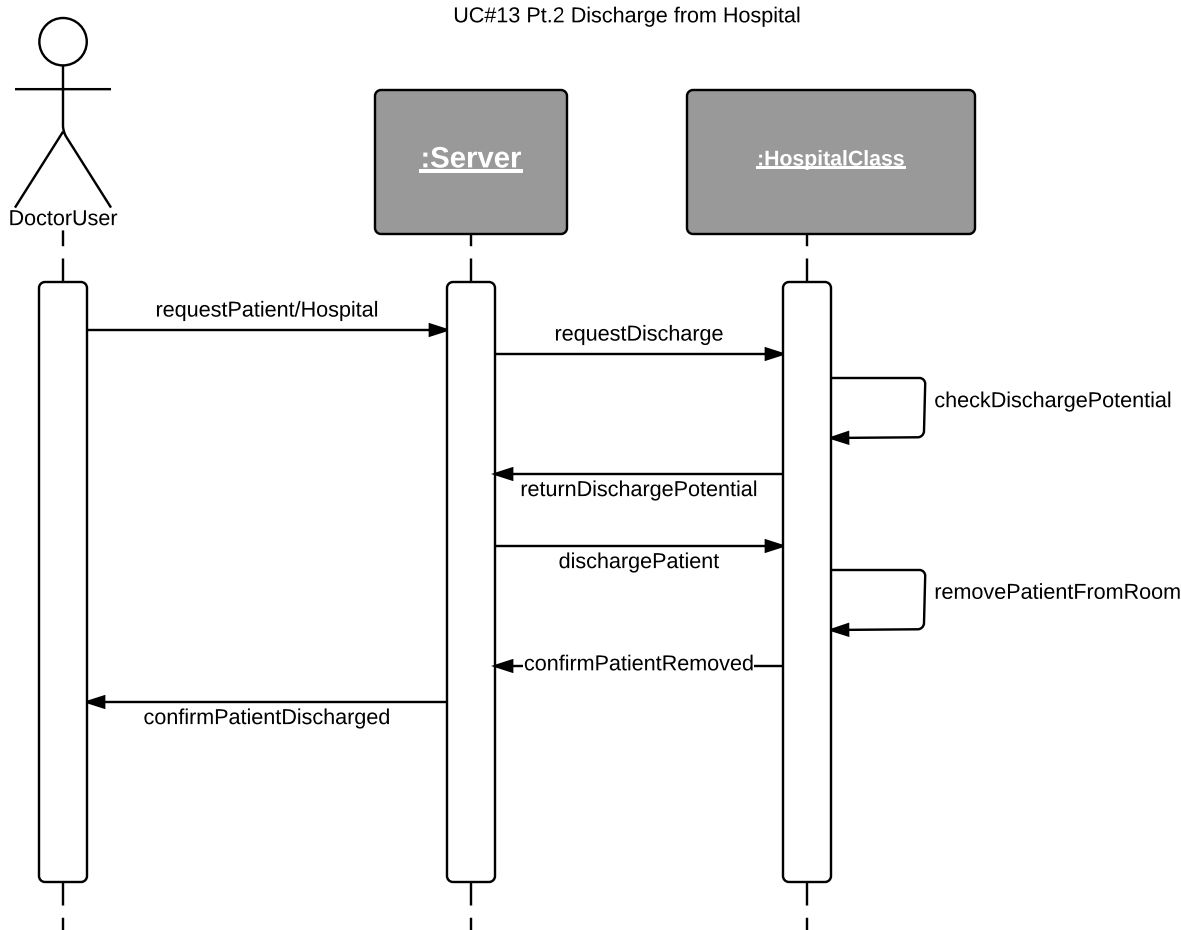 UC#13 Pt.2 Discharge from Hospital
:Server
:HospitalClass
DoctorUser
requestPatient/Hospital
requestDischarge
checkDischargePotential
returnDischargePotential
dischargePatient
removePatientFromRoom
confirmPatientRemoved
confirmPatientDischarged